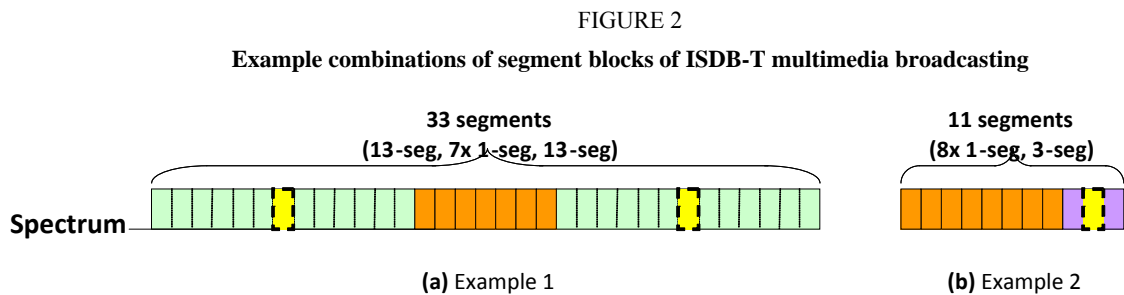 FIGURE 2
Example combinations of segment blocks of ISDB-T multimedia broadcasting
33 segments
(13-seg, 7x 1-seg, 13-seg)
11 segments
(8x 1-seg, 3-seg)
Spectrum
(a) Example 1
(b) Example 2